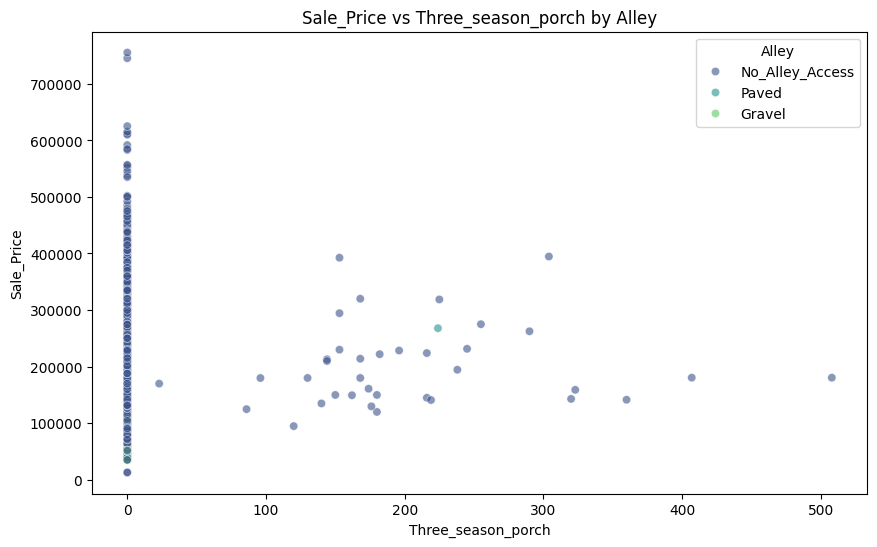 Sale_Price vs Three_season_porch by Alley
Alley
No_Alley_Access
Paved
Gravel
700000
600000
500000
400000
300000
200000
100000
0
Sale_Price
0 100 200 300 400 500
Three_season_porch